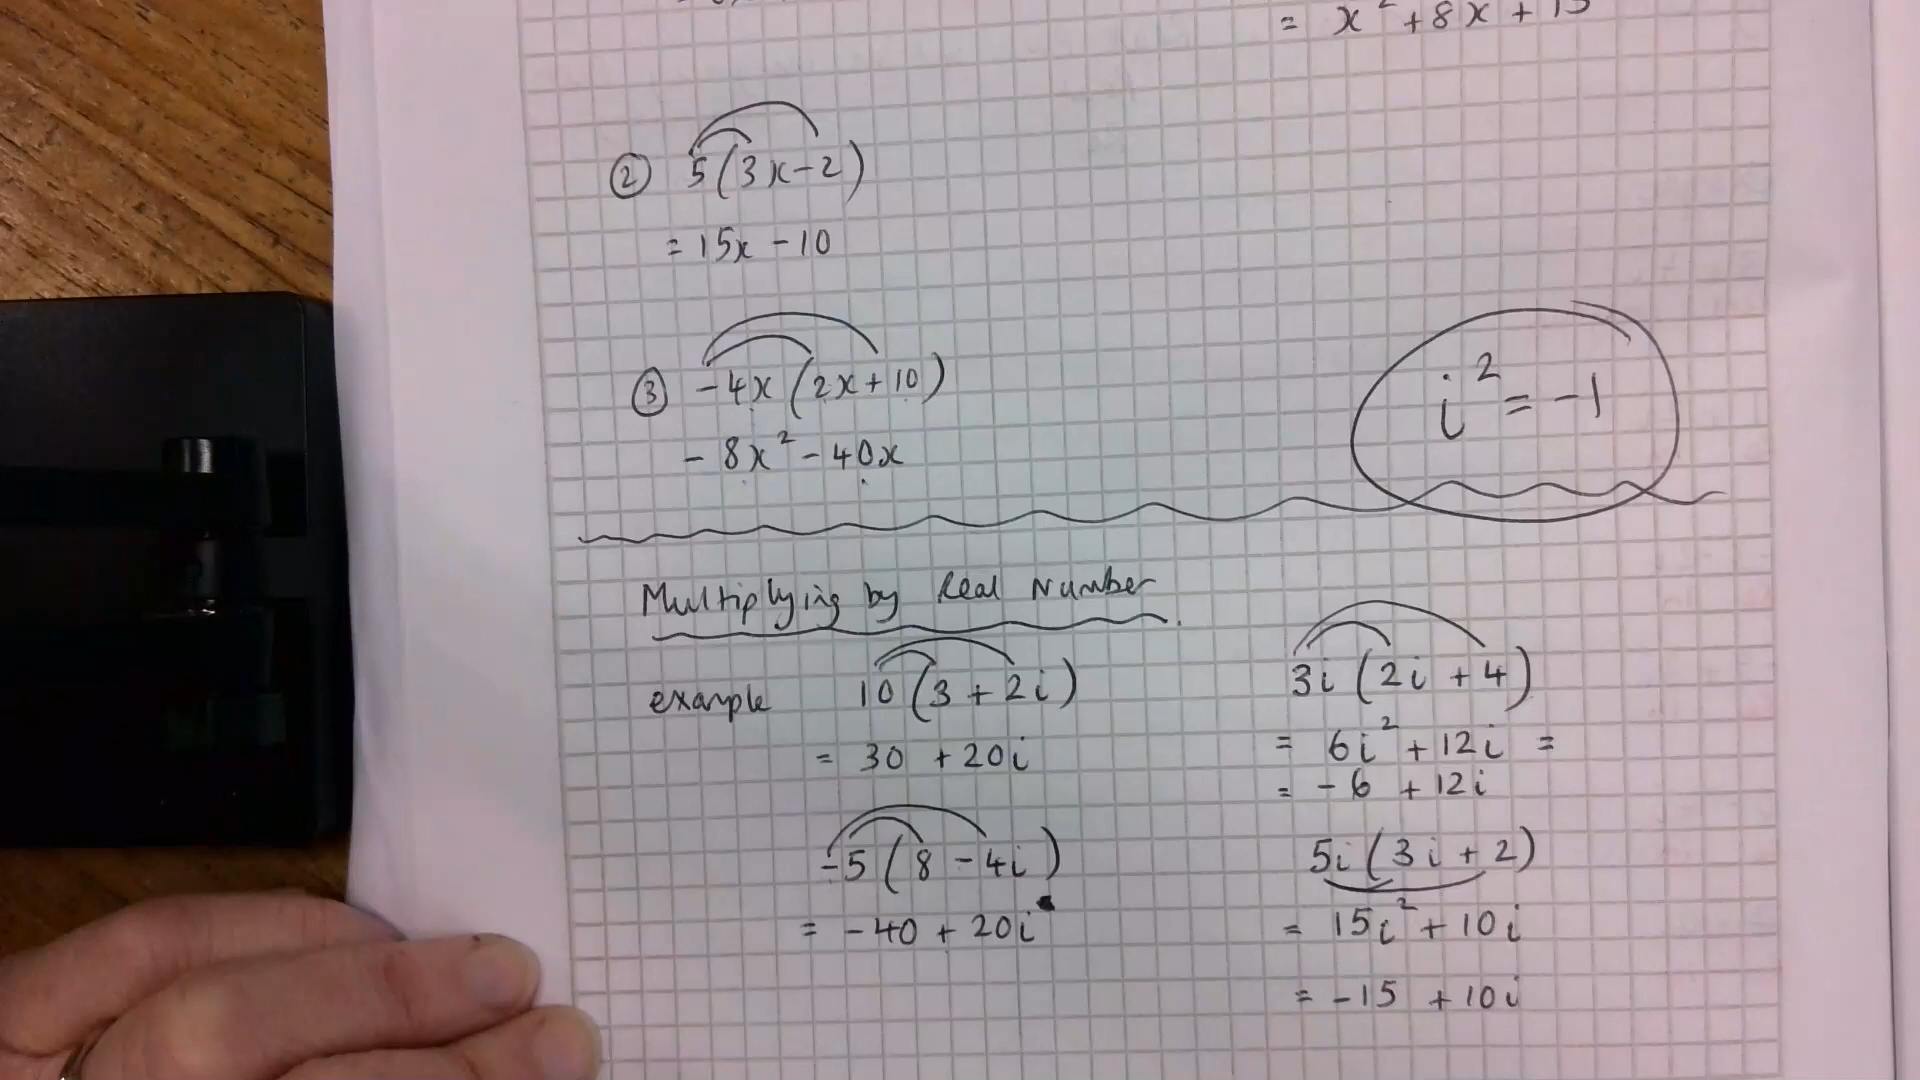 = x² + 8x + 15
② 5(3x-2)
= 15x - 10
③ -4x(2x+10)
- 8x² - 40x
i² = -1
Multiplying by Real Number
example 10(3+2i)
= 30 + 20i
-5(8-4i)
= -40 + 20i
3i(2i+4)
= 6i² + 12i =
= -6 + 12i
5i(3i+2)
= 15i² + 10i
= -15 + 10i